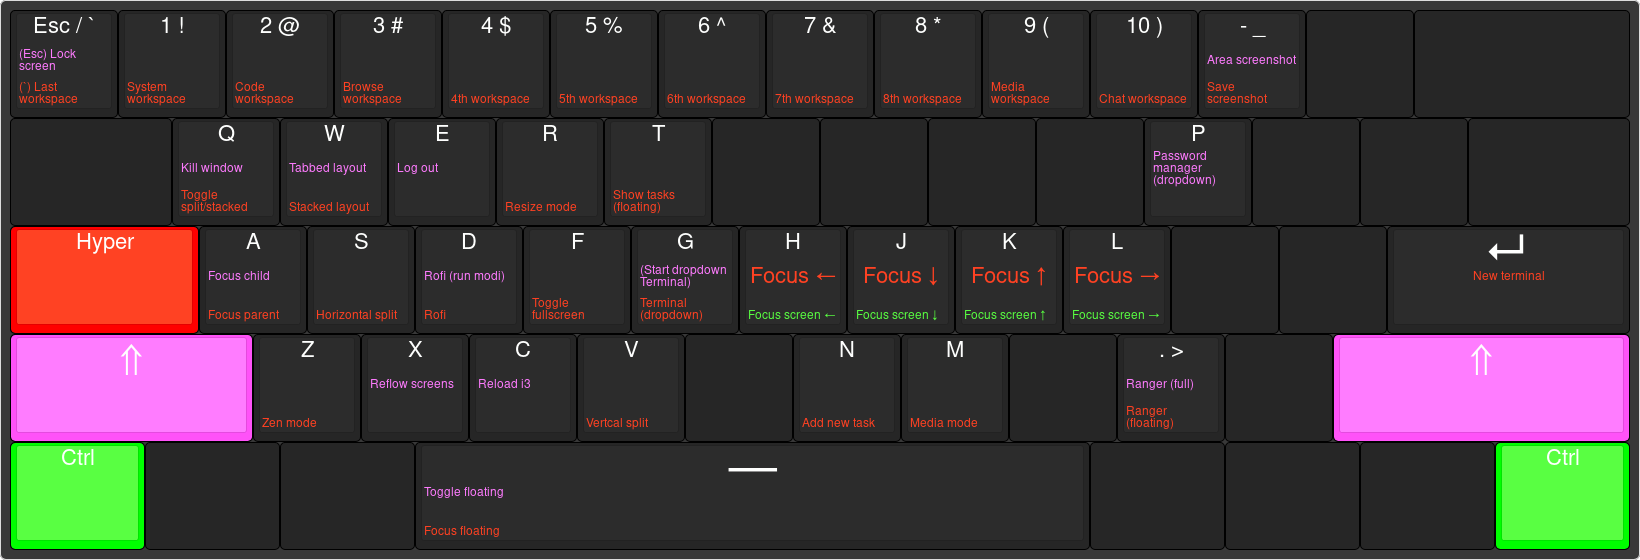 Esc / `
(Esc) Lock
screen
(`) Last
workspace
1 !
System
workspace
2 @
Code
workspace
3 #
Browse
workspace
4 $
4th workspace
5 %
5th workspace
6 ^
6th workspace
7 &
7th workspace
8 *
8th workspace
9 (
Media
workspace
10 )
Chat workspace
- _
Area screenshot
Save
screenshot
Q
Kill window
Toggle
split/stacked
W
Tabbed layout
Stacked layout
E
Log out
R
Resize mode
T
Show tasks
(floating)
P
Password
manager
(dropdown)
Hyper
A
Focus child
Focus parent
S
Horizontal split
D
Rofi (run modi)
Rofi
F
Toggle
fullscreen
G
(Start dropdown
Terminal)
Terminal
(dropdown)
H
Focus ←
Focus screen ←
J
Focus ↓
Focus screen ↓
K
Focus ↑
Focus screen ↑
L
Focus →
Focus screen →
↵
New terminal
⇑
Z
Zen mode
X
Reflow screens
C
Reload i3
V
Vertcal split
N
Add new task
M
Media mode
. >
Ranger (full)
Ranger
(floating)
⇑
Ctrl
—
Toggle floating
Focus floating
Ctrl